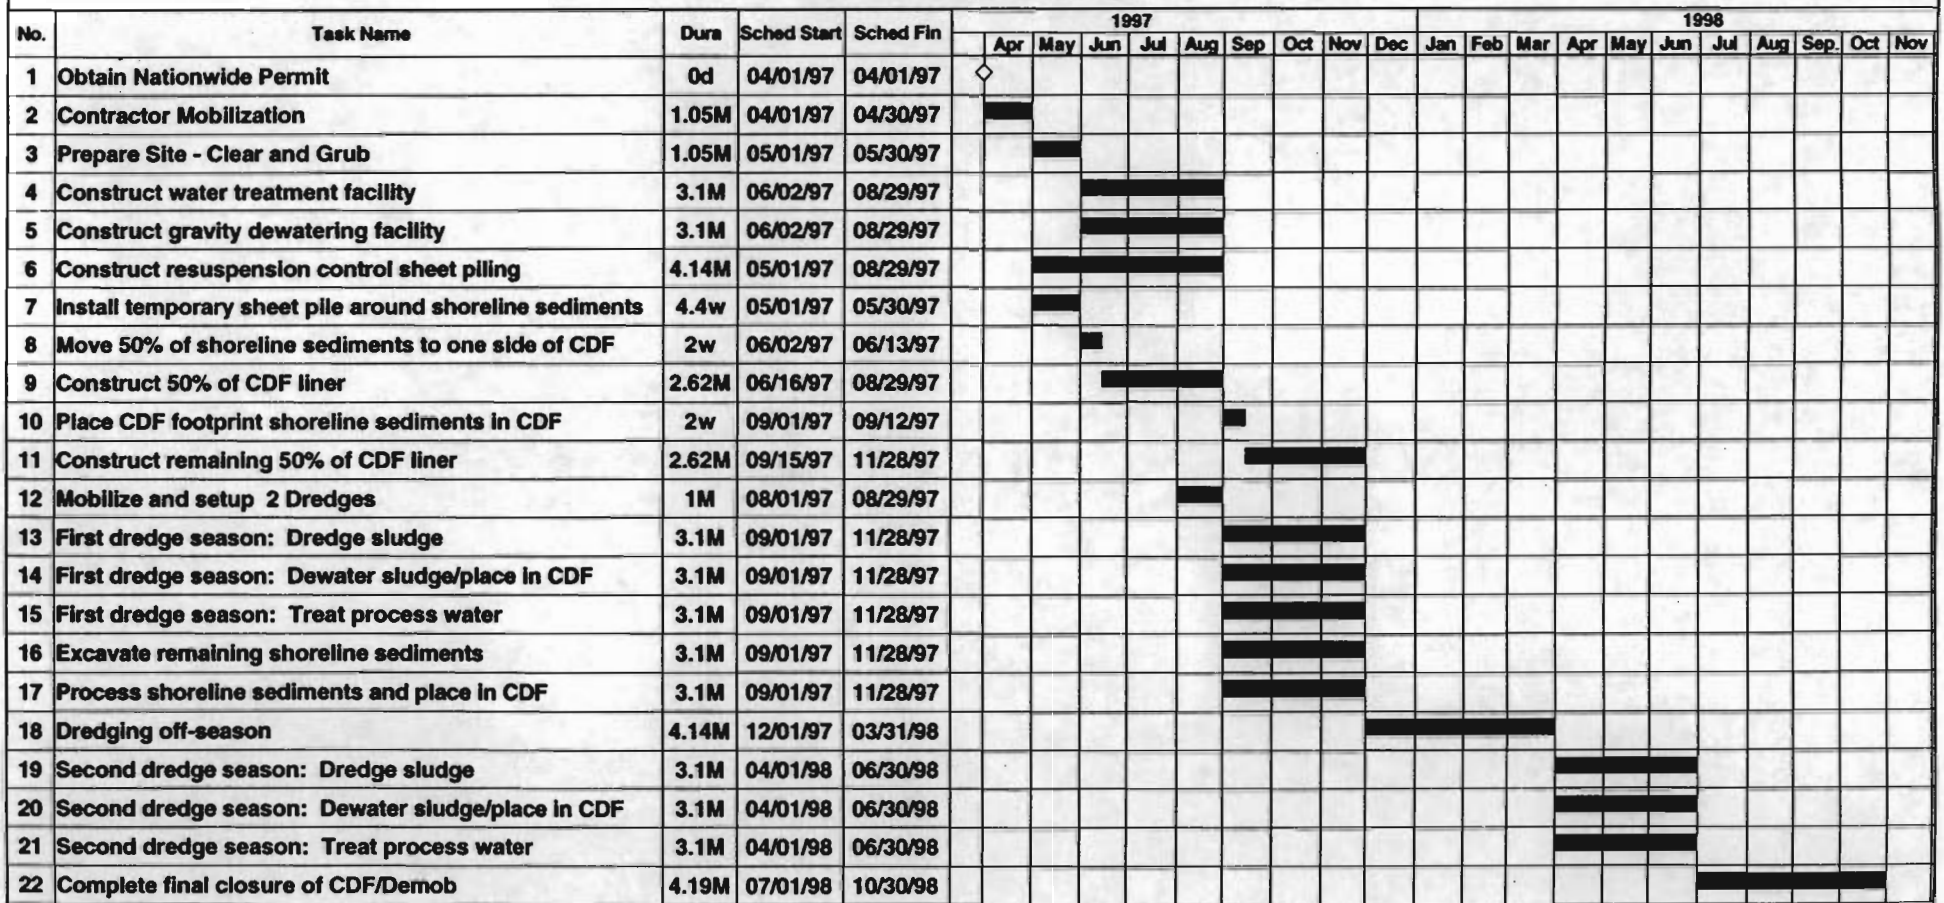 1997 1998
No. Task Name Dura Sched Start Sched Fin Apr May Jun Jul Aug Sep Oct Nov Dec Jan Feb Mar Apr May Jun Jul Aug Sep. Oct Nov
1 Obtain Nationwide Permit 0d 04/01/97 04/01/97
2 Contractor Mobilization 1.05M 04/01/97 04/30/97
3 Prepare Site - Clear and Grub 1.05M 05/01/97 05/30/97
4 Construct water treatment facility 3.1M 06/02/97 08/29/97
5 Construct gravity dewatering facility 3.1M 06/02/97 08/29/97
6 Construct resuspension control sheet piling 4.14M 05/01/97 08/29/97
7 Install temporary sheet pile around shoreline sediments 4.4w 05/01/97 05/30/97
8 Move 50% of shoreline sediments to one side of CDF 2w 06/02/97 06/13/97
9 Construct 50% of CDF liner 2.62M 06/16/97 08/29/97
10 Place CDF footprint shoreline sediments in CDF 2w 09/01/97 09/12/97
11 Construct remaining 50% of CDF liner 2.62M 09/15/97 11/28/97
12 Mobilize and setup 2 Dredges 1M 08/01/97 08/29/97
13 First dredge season: Dredge sludge 3.1M 09/01/97 11/28/97
14 First dredge season: Dewater sludge/place in CDF 3.1M 09/01/97 11/28/97
15 First dredge season: Treat process water 3.1M 09/01/97 11/28/97
16 Excavate remaining shoreline sediments 3.1M 09/01/97 11/28/97
17 Process shoreline sediments and place in CDF 3.1M 09/01/97 11/28/97
18 Dredging off-season 4.14M 12/01/97 03/31/98
19 Second dredge season: Dredge sludge 3.1M 04/01/98 06/30/98
20 Second dredge season: Dewater sludge/place in CDF 3.1M 04/01/98 06/30/98
21 Second dredge season: Treat process water 3.1M 04/01/98 06/30/98
22 Complete final closure of CDF/Demob 4.19M 07/01/98 10/30/98